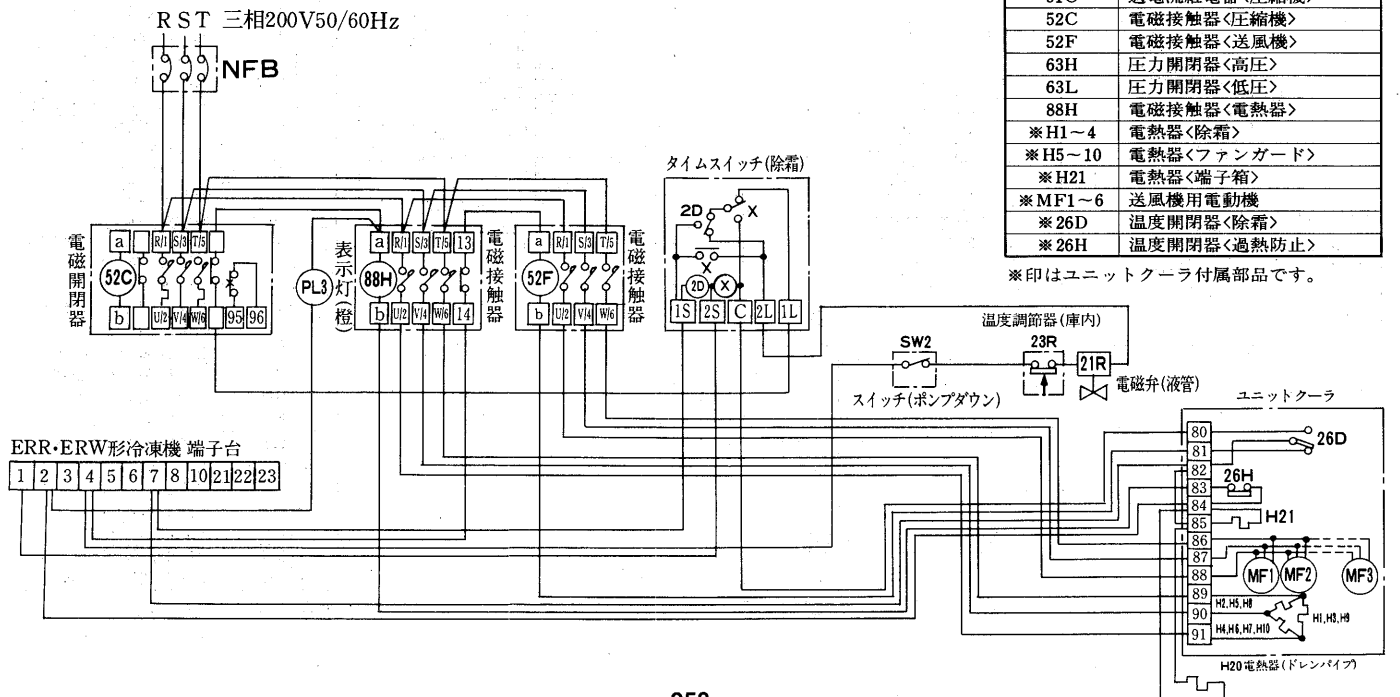 R S T 三相200V50/60Hz
NFB
52C 電磁接触器<圧縮機>
52F 電磁接触器<送風機>
63H 圧力開閉器<高圧>
63L 圧力開閉器<低圧>
88H 電磁接触器<電熱器>
※H1~4 電熱器<除霜>
※H5~10 電熱器<ファンガード>
※H21 電熱器<端子箱>
※MF1~6 送風機用電動機
※26D 温度開閉器<除霜>
※26H 温度開閉器<過熱防止>
※印はユニットクーラ付属部品です。
電磁開閉器
a R/1 S/3 T/5
52C
b U/2 V/4 W/6 95 96
PL3
表示灯(橙)
a R/1 S/3 T/5 13
88H
b U/2 V/4 W/6 14
電磁接触器
a R/1 S/3 T/5
52F
b U/2 V/4 W/6
電磁接触器
タイムスイッチ(除霜)
2D X
X
2D X
1S 2S C 2L 1L
温度調節器(庫内)
SW2 23R 21R
スイッチ(ポンプダウン)
電磁弁(液管)
ERR・ERW形冷凍機 端子台
1 2 3 4 5 6 7 8 10 21 22 23
ユニットクーラ
80
81 26D
82
83 26H
84
85 H21
86
87
88 MF1 MF2 MF3
89 H2,H5,H8
90 H1,H3,H9
91 H4,H6,H7,H10
H20電熱器(ドレンパイプ)